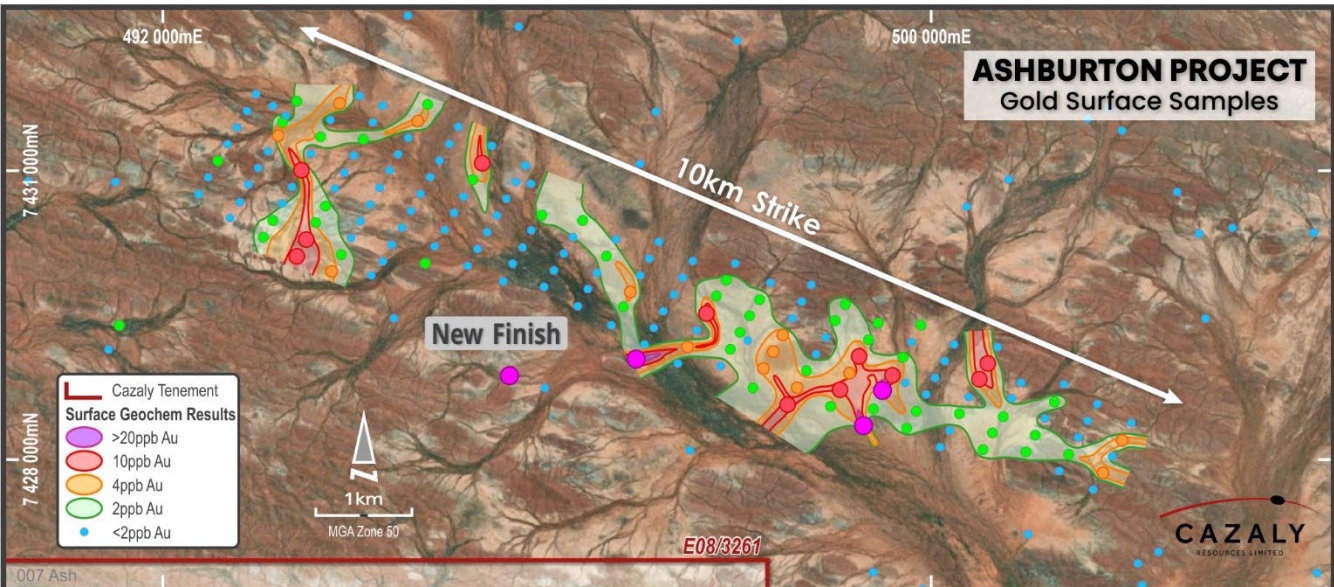 492 000mE
500 000mE
ASHBURTON PROJECT
Gold Surface Samples
7 431 000mN
10km Strike
New Finish
Cazaly Tenement
Surface Geochem Results
>20ppb Au
10ppb Au
4ppb Au
2ppb Au
<2ppb Au
7 428 000mN
N
1km
MGA Zone 50
CAZALY
RESOURCES LIMITED
E08/3261
007 Ash